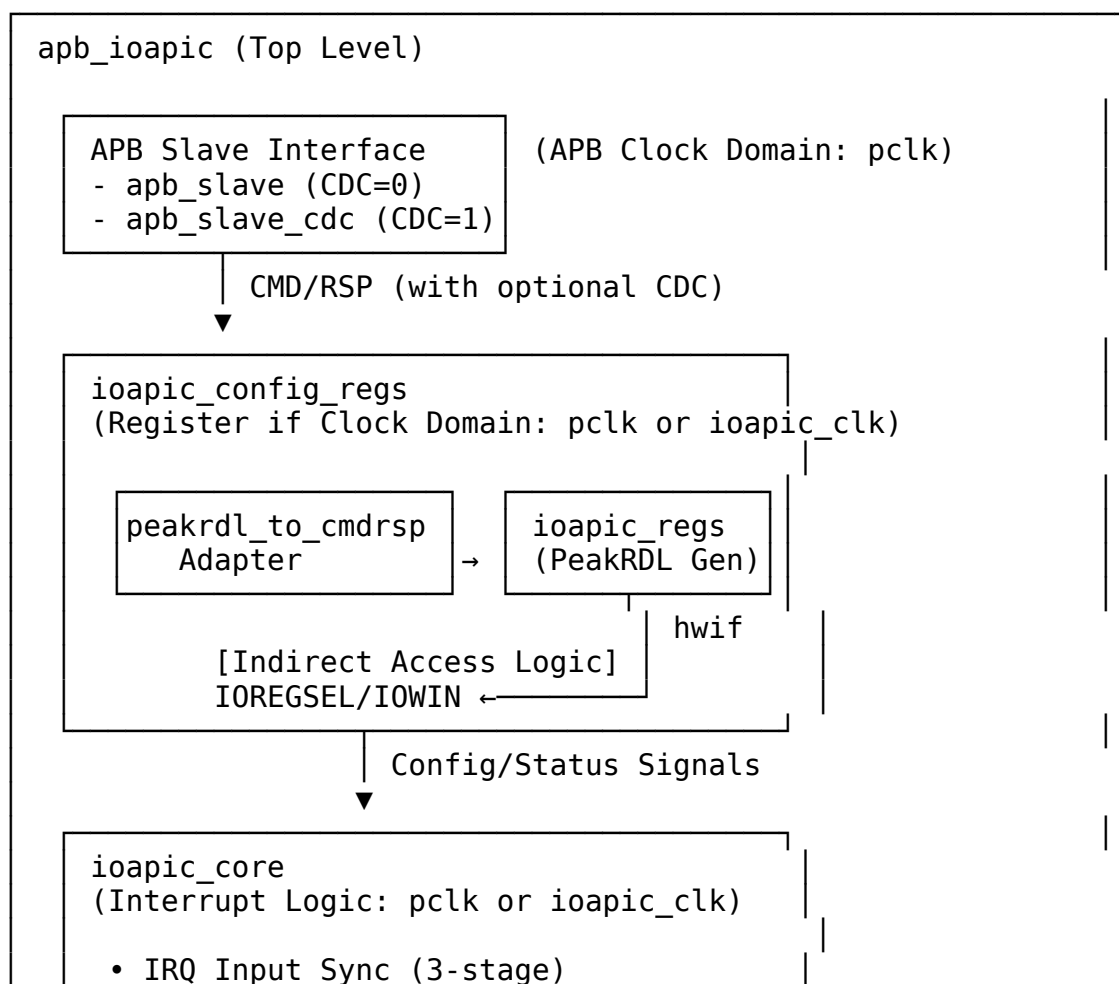 apb_ioapic (Top Level)
APB Slave Interface (APB Clock Domain: pclk)
- apb_slave (CDC=0)
- apb_slave_cdc (CDC=1)
CMD/RSP (with optional CDC)
▼
ioapic_config_regs
(Register if Clock Domain: pclk or ioapic_clk)
peakrdl_to_cmdrsp ioapic_regs
Adapter → (PeakRDL Gen)
hwif
[Indirect Access Logic]
IOREGSEL/IOWIN ←
Config/Status Signals
▼
ioapic_core
(Interrupt Logic: pclk or ioapic_clk)
• IRQ Input Sync (3-stage)